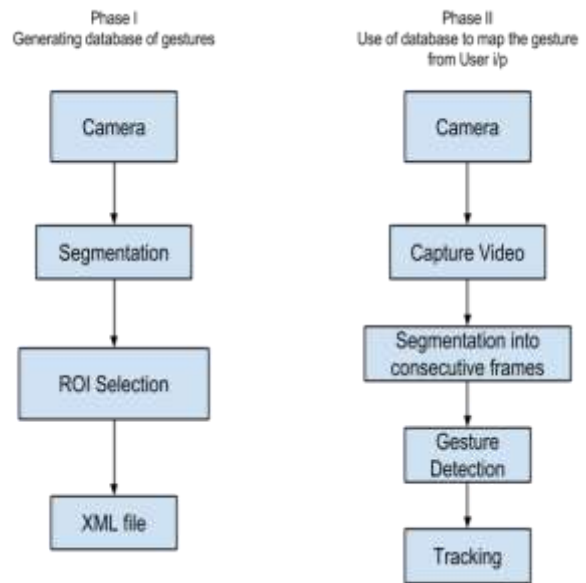 Phase I
Generating database of gestures
Camera
Segmentation
ROI Selection
XML file
Phase II
Use of database to map the gesture
from User i/p
Camera
Capture Video
Segmentation into
consecutive frames
Gesture
Detection
Tracking